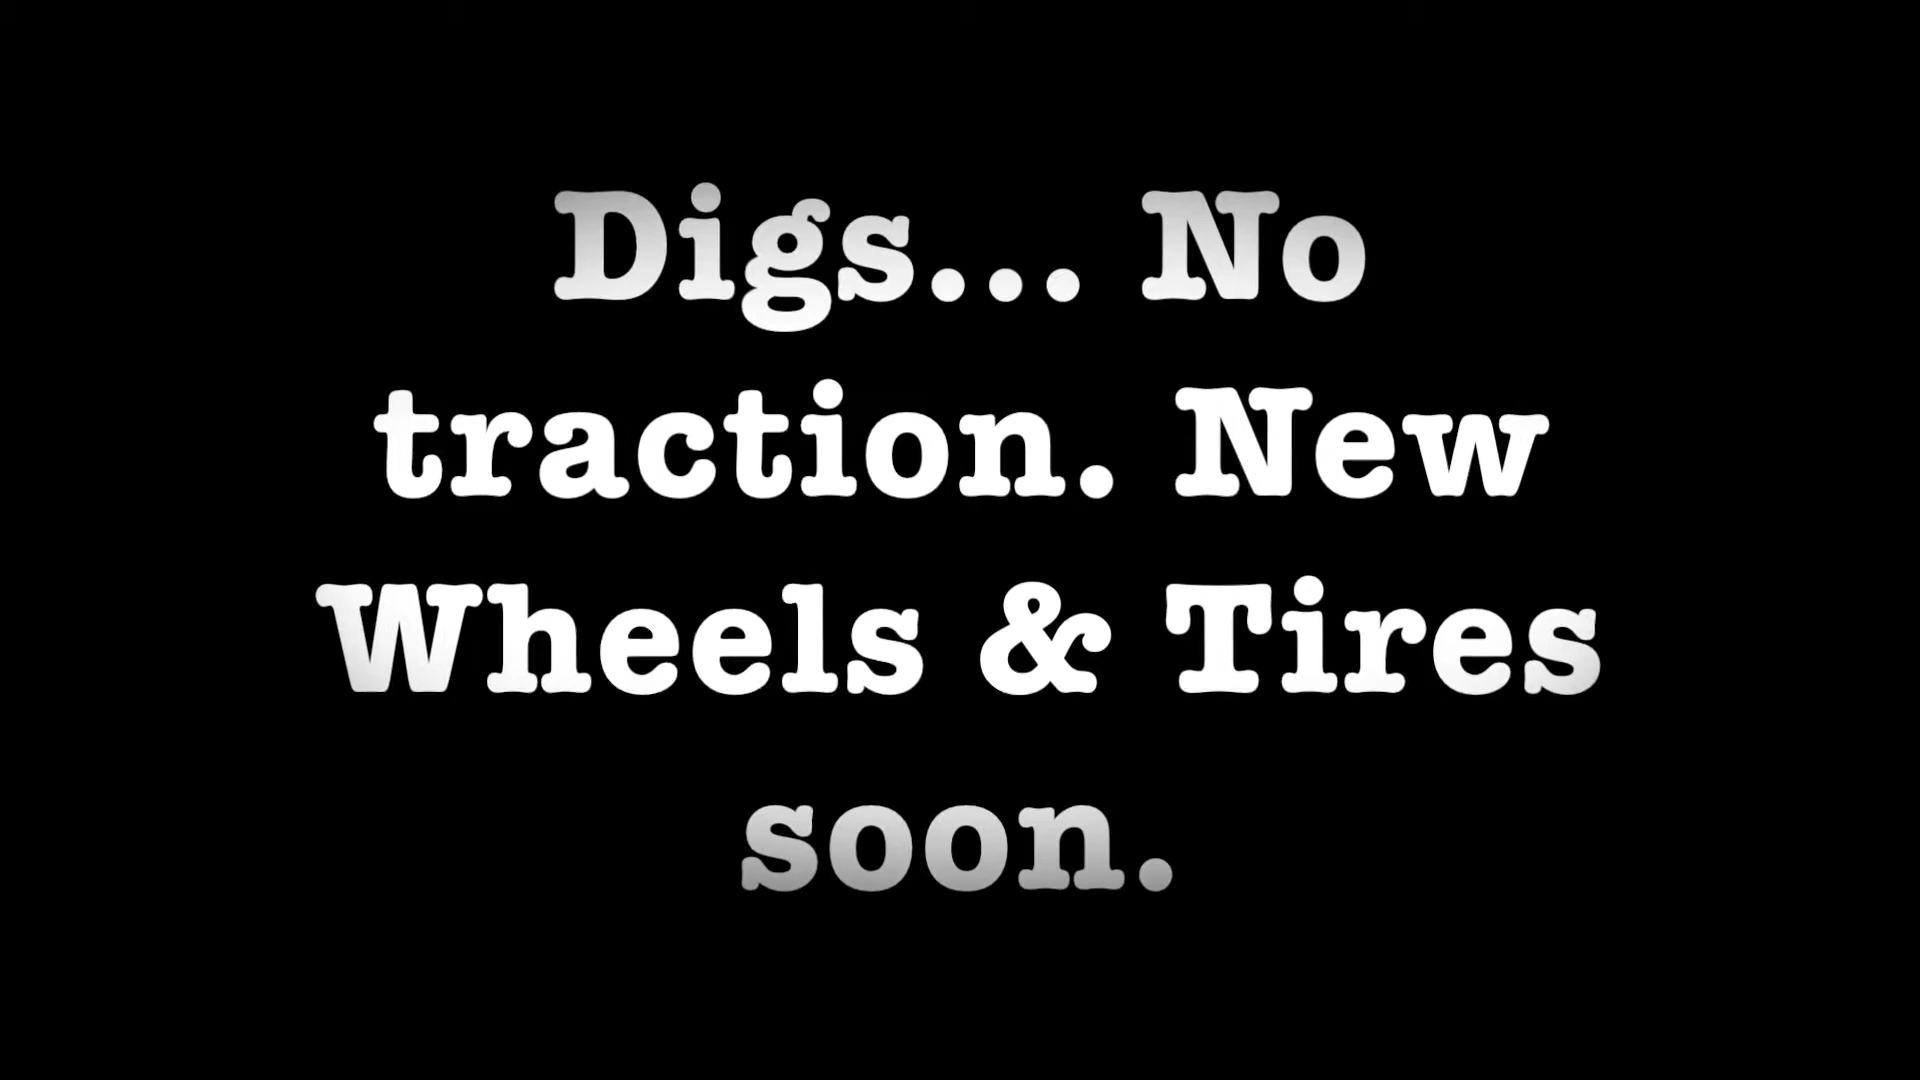 Digs... No
traction. New
Wheels & Tires
soon.